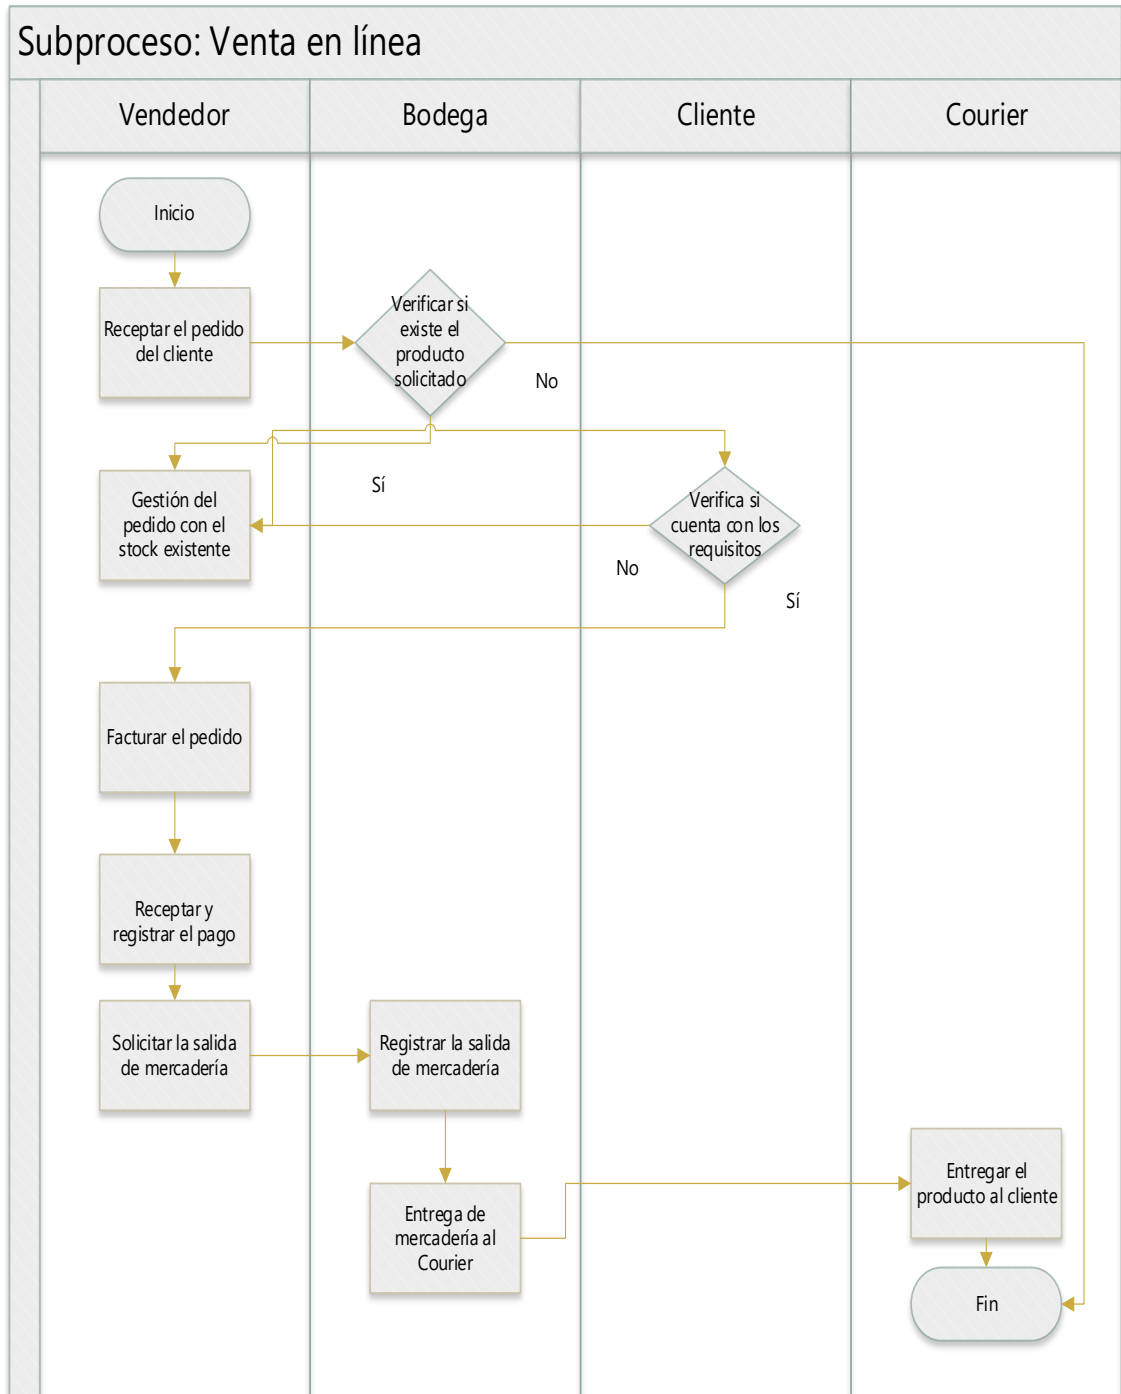 Subproceso: Venta en línea
Vendedor
Bodega
Cliente
Courier
Inicio
Receptar el pedido
del cliente
Verificar si
existe el
producto
solicitado
No
Sí
Gestión del
pedido con el
stock existente
Verifica si
cuenta con los
requisitos
No
Sí
Facturar el pedido
Receptar y
registrar el pago
Solicitar la salida
de mercadería
Registrar la salida
de mercadería
Entrega de
mercadería al
Courier
Entregar el
producto al cliente
Fin